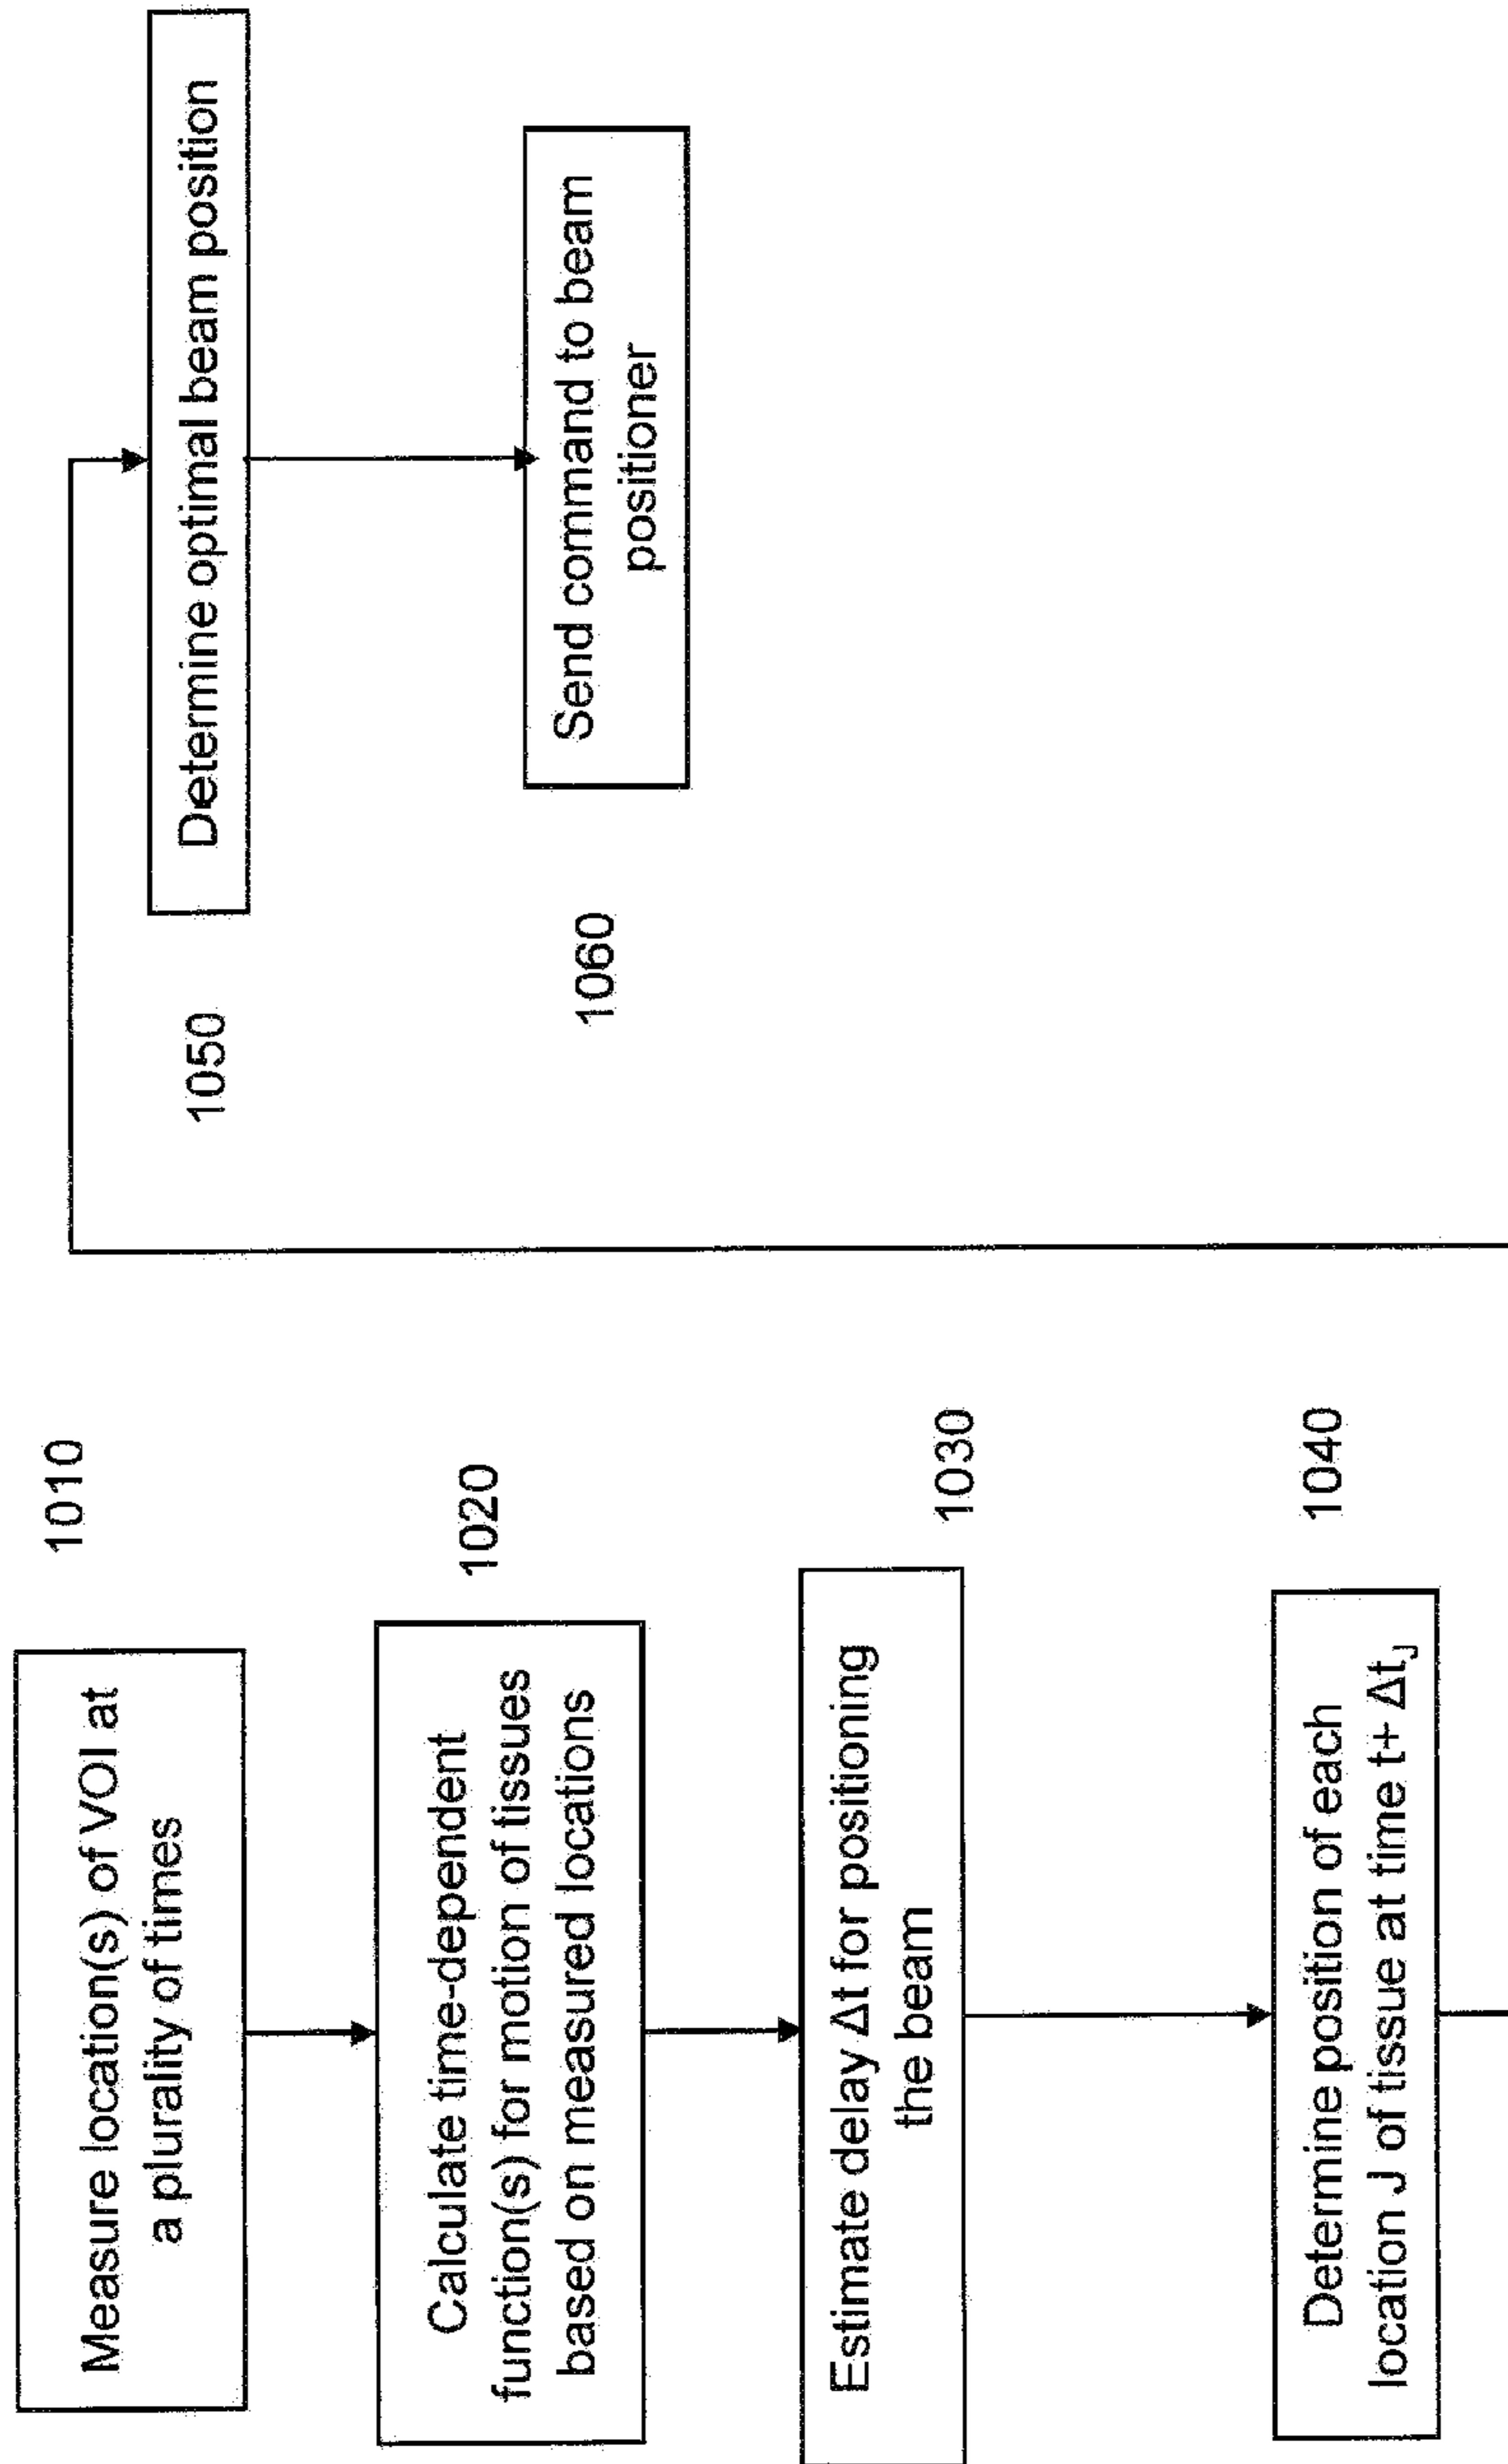 Measure location(s) of VOI at
a plurality of times
1010
Calculate time-dependent
function(s) for motion of tissues
based on measured locations
1020
Estimate delay Δt for positioning
the beam
1030
Determine position of each
location J of tissue at time t+ ΔtJ
1040
1050
Determine optimal beam position
1060
Send command to beam
positioner